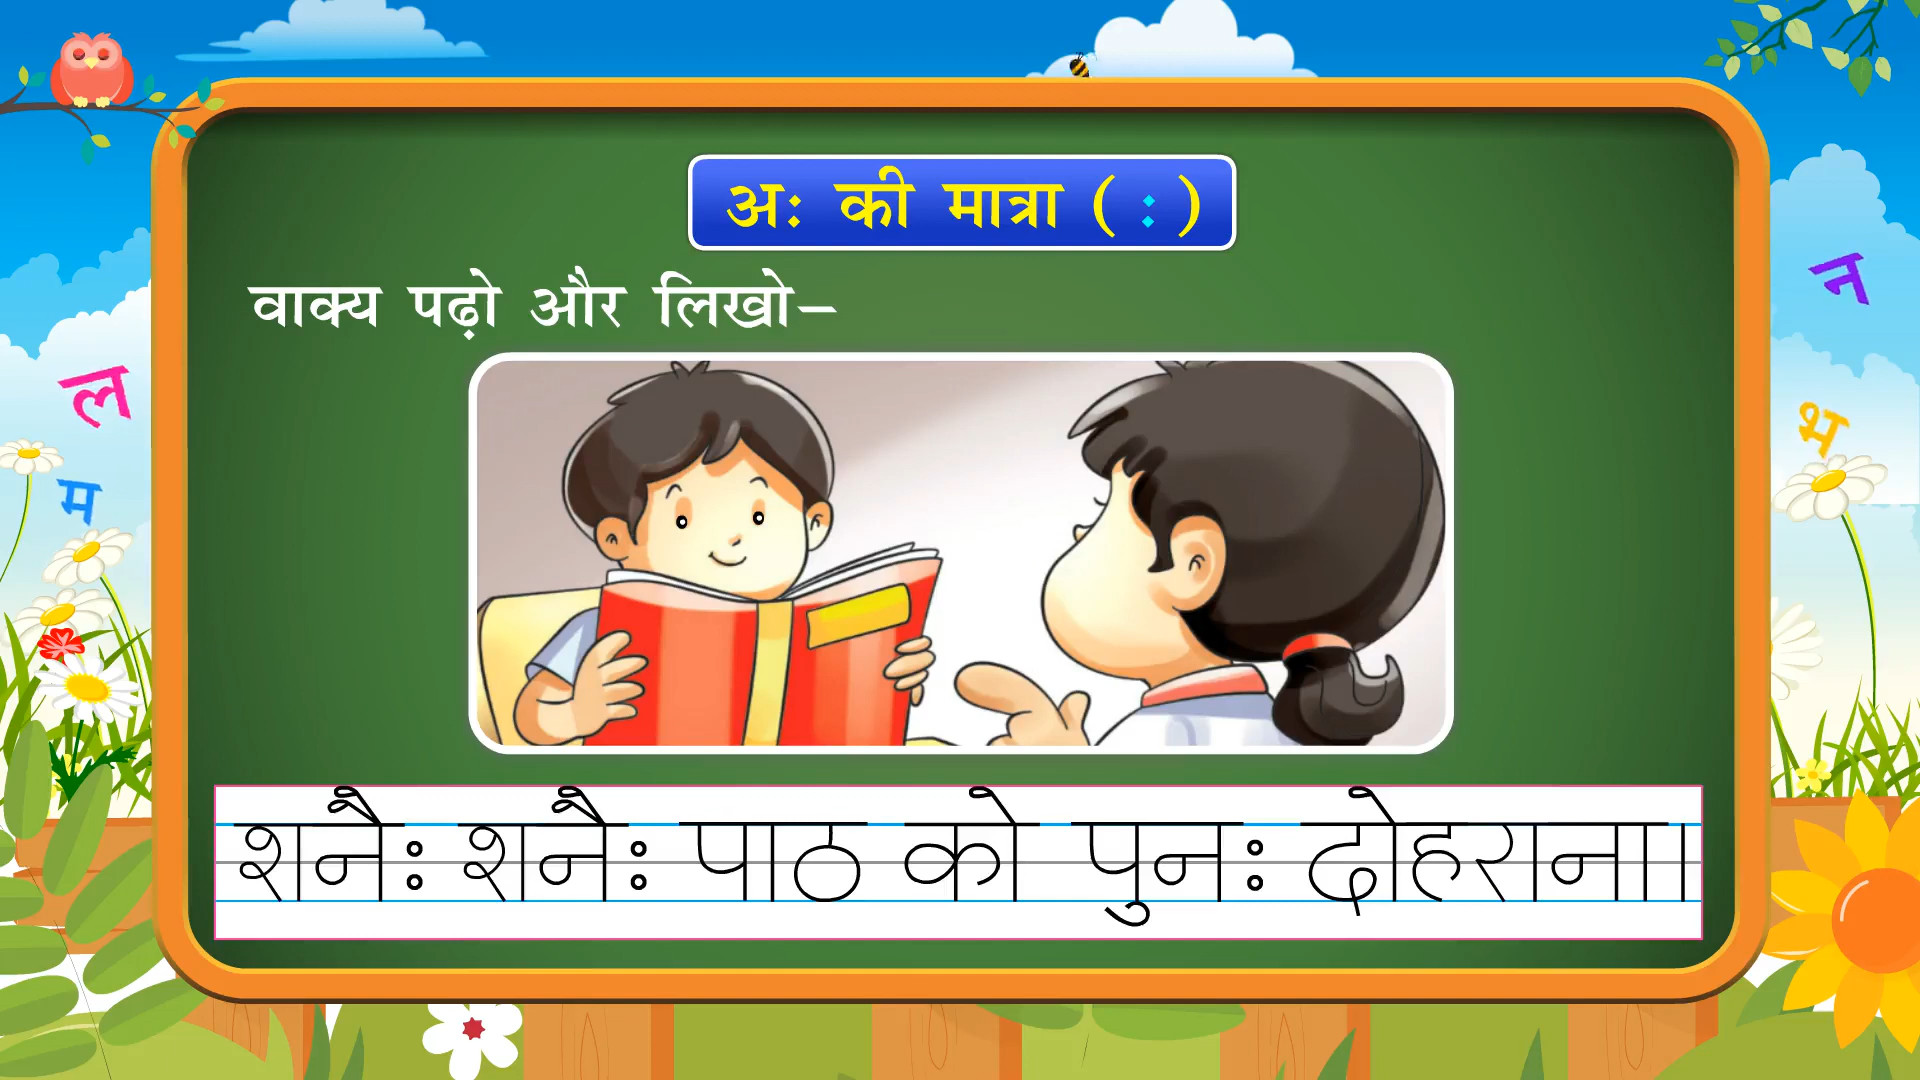 अः की मात्रा ( : )
वाक्य पढ़ो और लिखो–
ल
म
न
भ
शनैः शनैः पाठ को पुनः दोहराना।